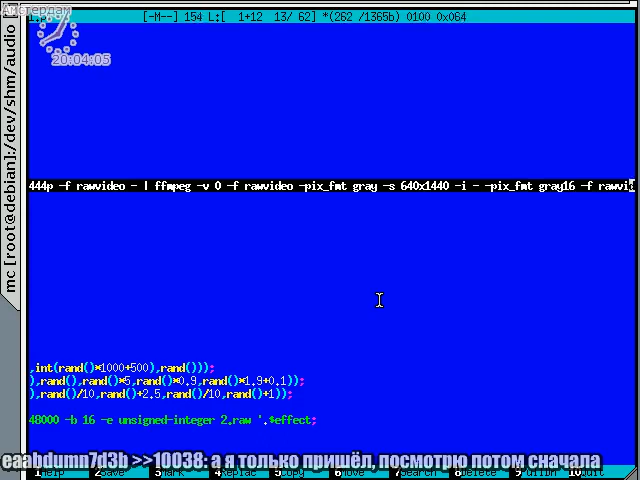 Амстердам
1.p [-M--] 154 L:[ 1+12 13/ 62] *(262 /1365b) 0100 0x064
20:04:05
mc [root@debian]:/dev/shm/audio
444p -f rawvideo - | ffmpeg -v 0 -f rawvideo -pix_fmt gray -s 640x1440 -i - -pix_fmt gray16 -f rawvi
,int(rand()*1000+500),rand()));
),rand(),rand()*5,rand()*0.9,rand()*1.9+0.1));
),rand()/10,rand()+2.5,rand()/10,rand()+1));
48000 -b 16 -e unsigned-integer 2.raw '.$effect;
eaabdumn7d3b >>10038: а я только пришёл, посмотрю потом сначала
1Help 2Save 3Mark 4Replac 5Copy 6Move 7Search 8Delete 9 10Quit